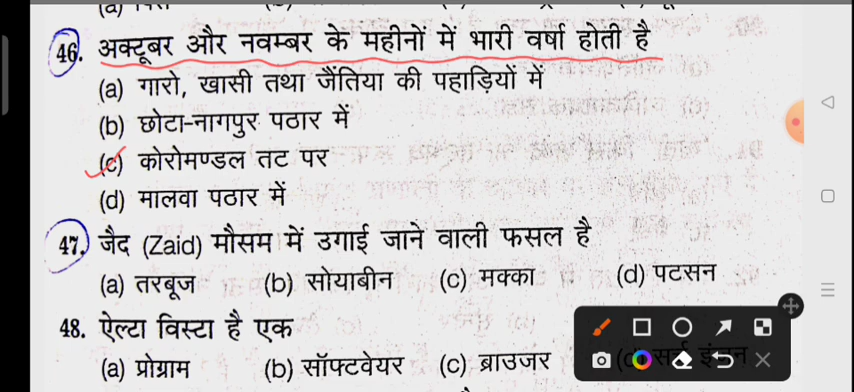 46. अक्टूबर और नवम्बर के महीनों में भारी वर्षा होती है
(a) गारो, खासी तथा जैंतिया की पहाड़ियों में
(b) छोटा-नागपुर पठार में
(c) कोरोमण्डल तट पर
(d) मालवा पठार में
47. जैद (Zaid) मौसम में उगाई जाने वाली फसल है
(a) तरबूज (b) सोयाबीन (c) मक्का (d) पटसन
48. ऐल्टा विस्टा है एक
(a) प्रोग्राम (b) सॉफ्टवेयर (c) ब्राउजर